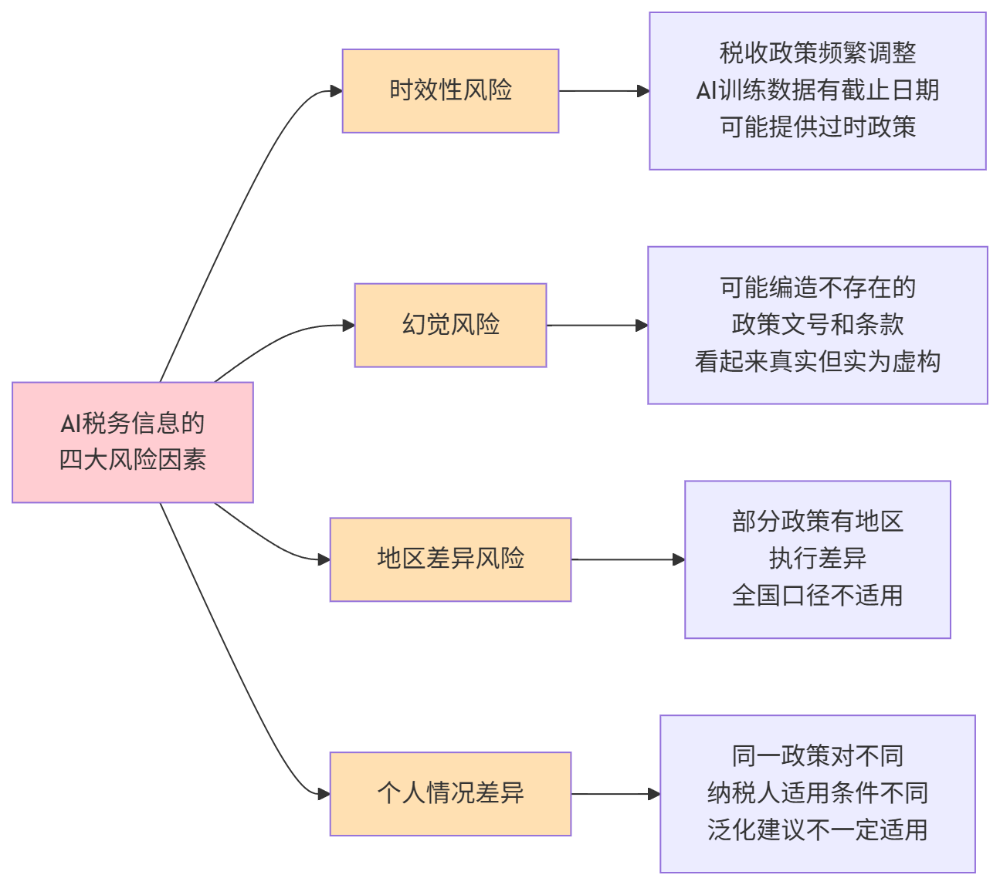 AI税务信息的
四大风险因素
时效性风险
税收政策频繁调整
AI训练数据有截止日期
可能提供过时政策
幻觉风险
可能编造不存在的
政策文号和条款
看起来真实但实为虚构
地区差异风险
部分政策有地区
执行差异
全国口径不适用
个人情况差异
同一政策对不同
纳税人适用条件不同
泛化建议不一定适用